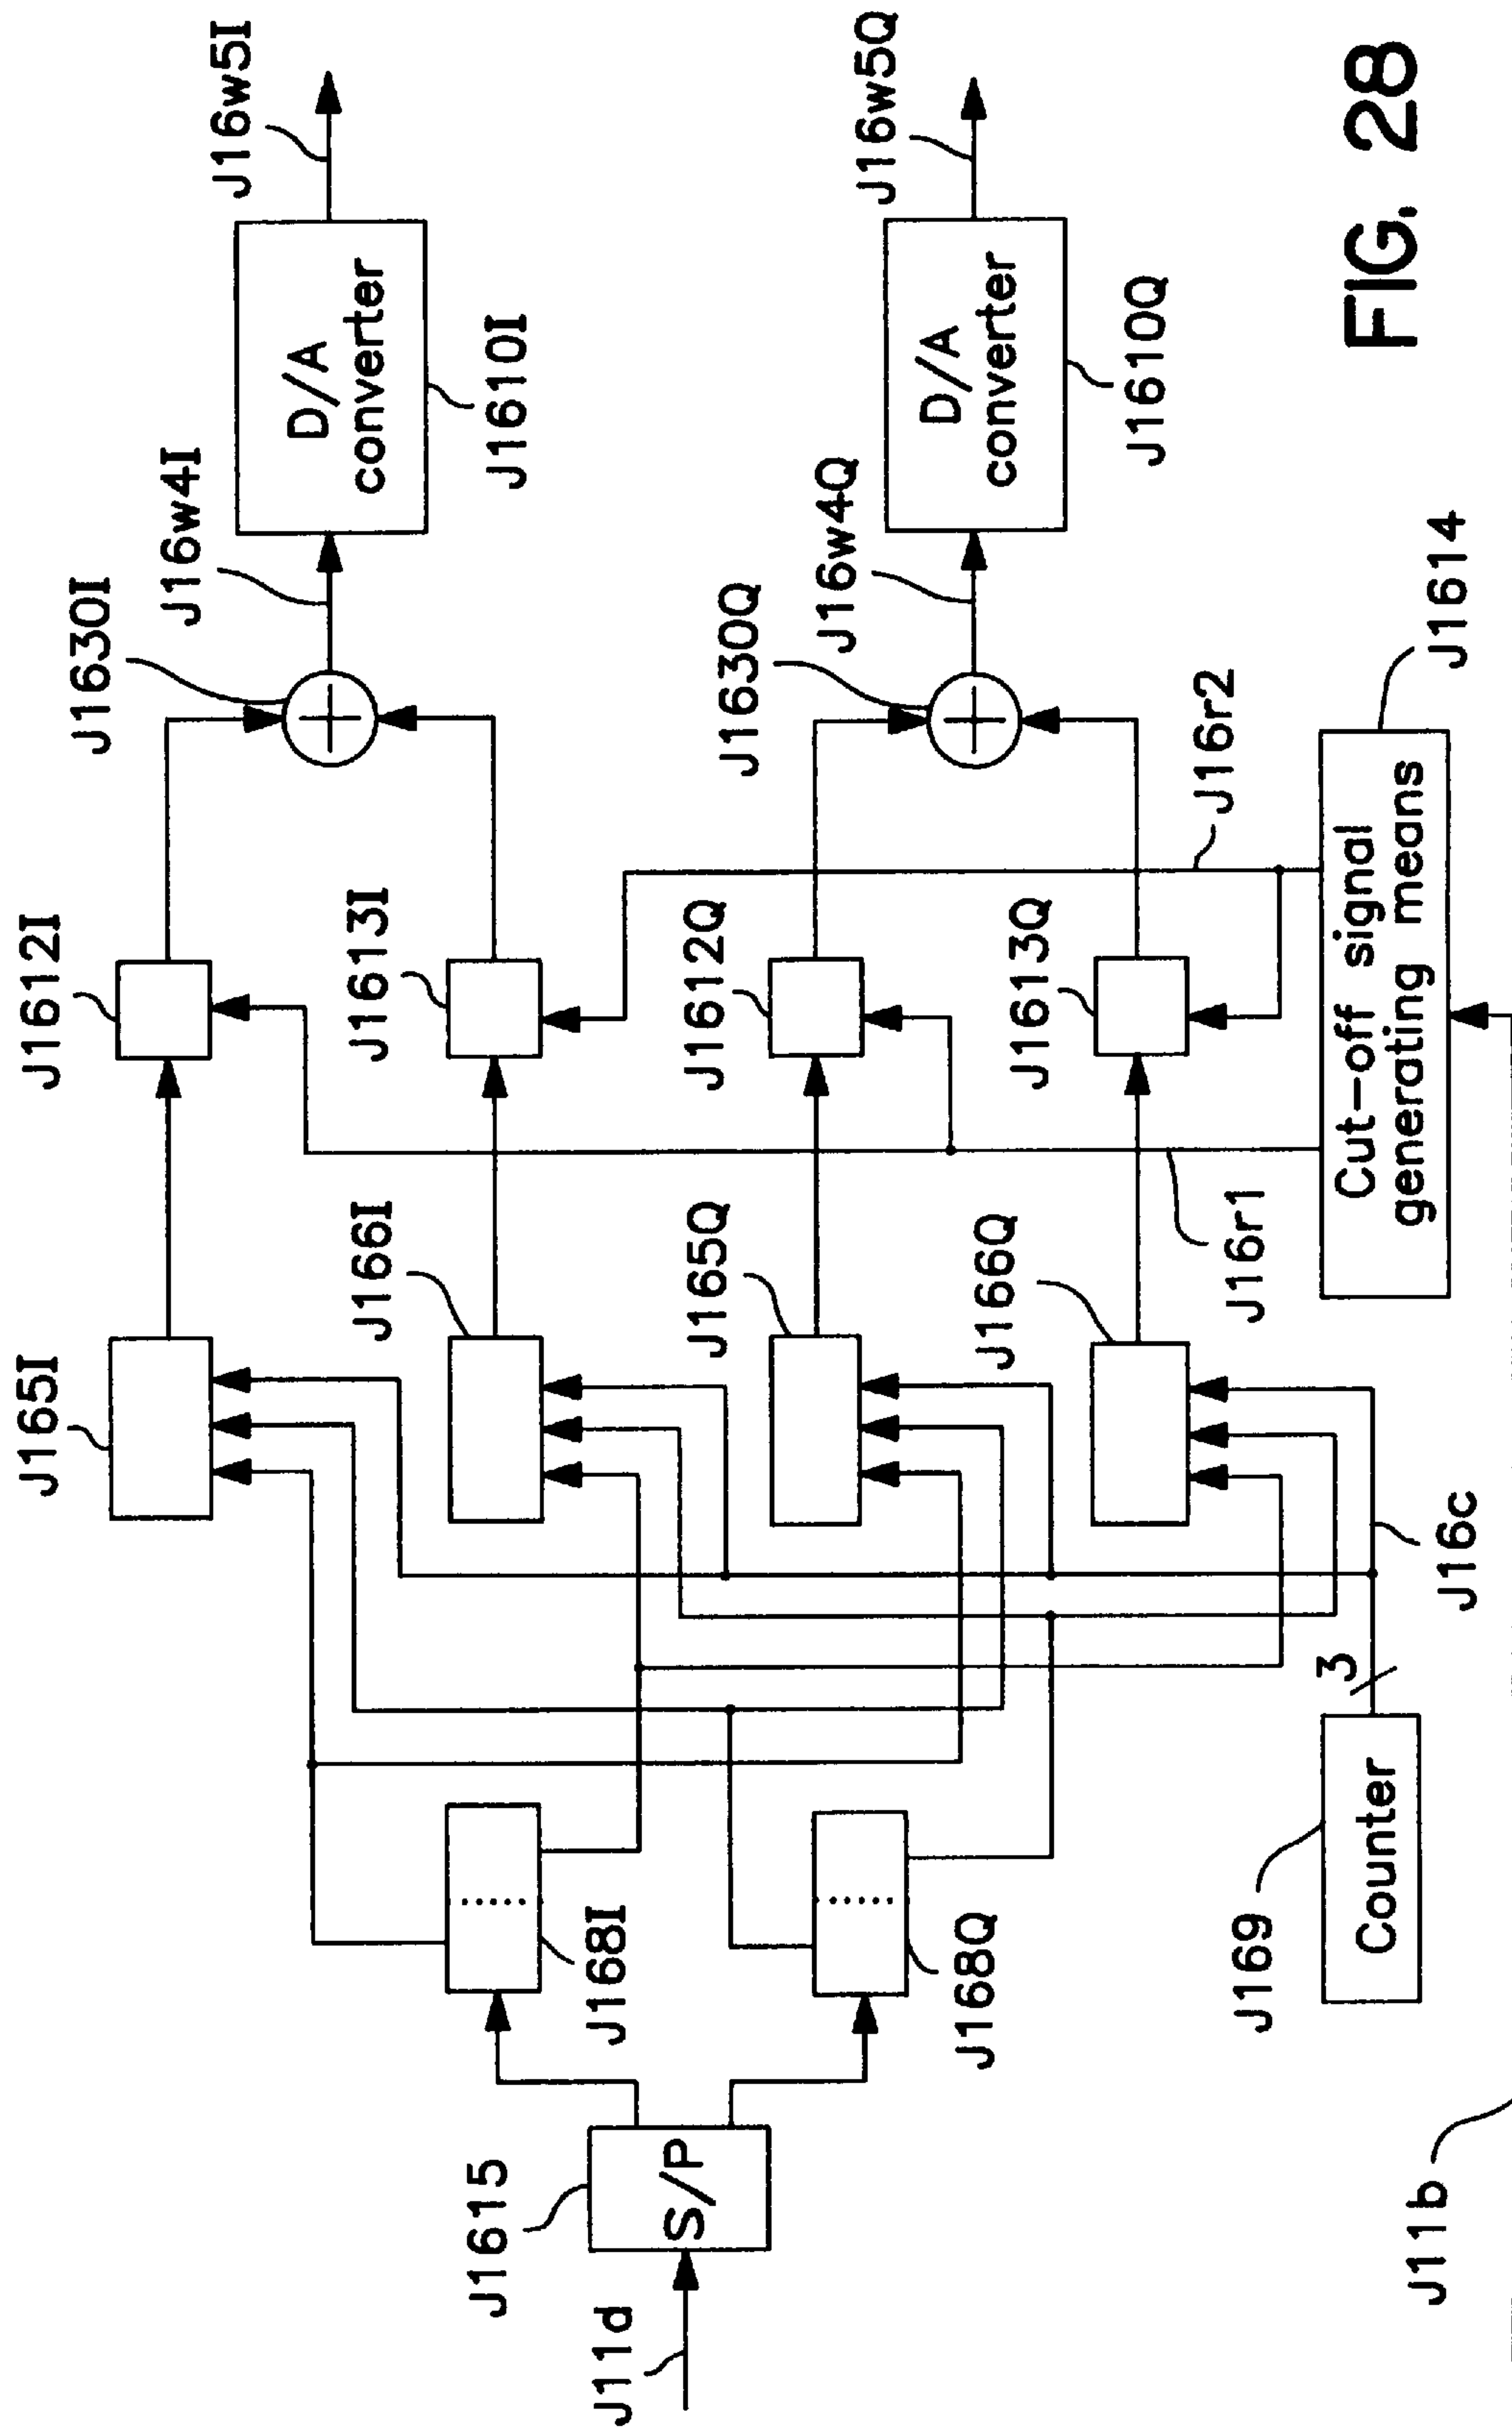 J11d
J1615
S/P
J168I
J168Q
J169
Counter
3
J16c
J11b
J165I
J166I
J165Q
J166Q
J1612I
J1613I
J1612Q
J1613Q
J16r1
J16r2
Cut-off signal
generating means
J1614
J1630I
J1630Q
J16w4I
J16w4Q
D/A
converter
J1610I
D/A
converter
J1610Q
J16w5I
J16w5Q
FIG. 28